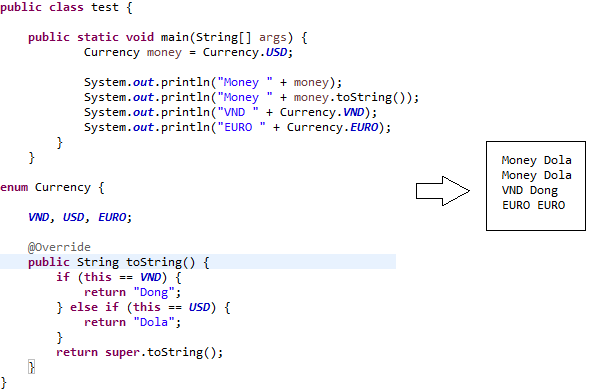 public class test {
public static void main(String[] args) {
Currency money = Currency.USD;
System.out.println("Money " + money);
System.out.println("Money " + money.toString());
System.out.println("VND " + Currency.VND);
System.out.println("EURO " + Currency.EURO);
}
}
enum Currency {
VND, USD, EURO;
@Override
public String toString() {
if (this == VND) {
return "Dong";
} else if (this == USD) {
return "Dola";
}
return super.toString();
}
}
Money Dola
Money Dola
VND Dong
EURO EURO